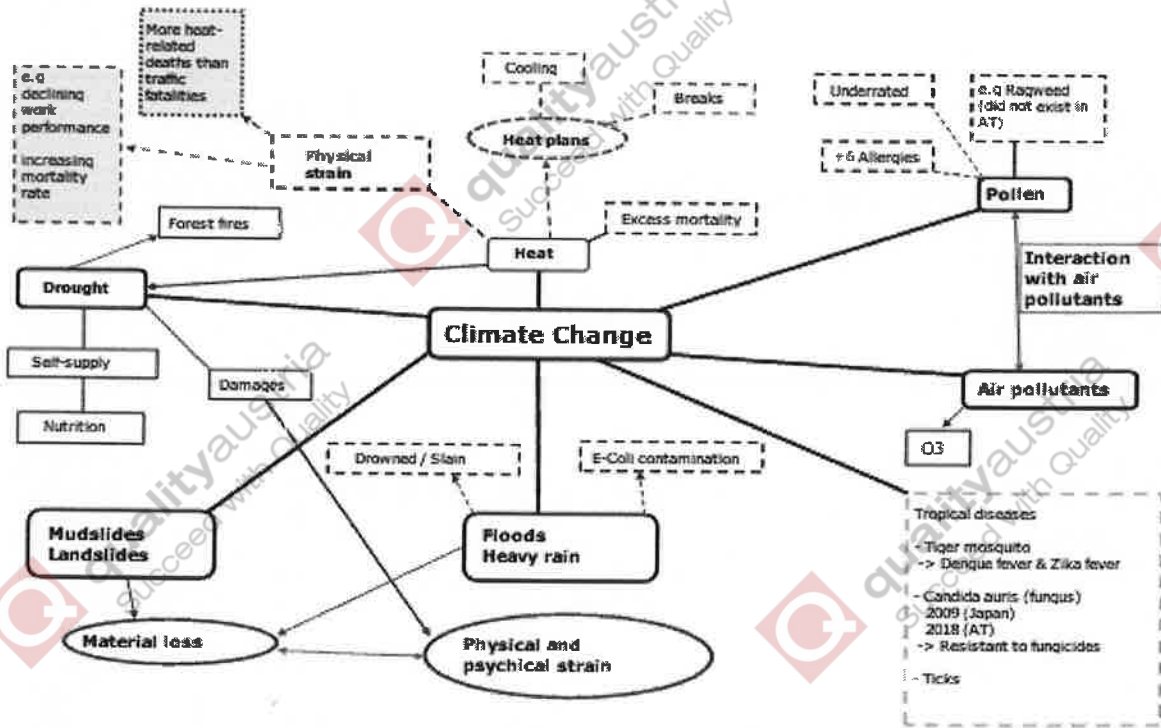 More heat-
related
deaths than
traffic
fatalities
e.g
declining
work
performance
increasing
mortality
rate
Physical
strain
Cooling
Breaks
Heat plans
Underrated
e.g Ragweed
(did not exist in
AT)
+6 Allergies
Pollen
Forest fires
Excess mortality
Heat
Drought
Interaction
with air
pollutants
Climate Change
Self-supply
Damages
Air pollutants
Nutrition
O3
Drowned / Slain
E-Coli contamination
Mudslides
Landslides
Floods
Heavy rain
Tropical diseases
- Tiger mosquito
-> Dengue fever & Zika fever
- Candida auris (fungus)
2009 (Japan)
2018 (AT)
-> Resistant to fungicides
- Ticks
Material loss
Physical and
psychical strain
qualityaustria
Succeed with Quality
qualityaustria
Succeed with Quality
qualityaustria
Succeed with Quality